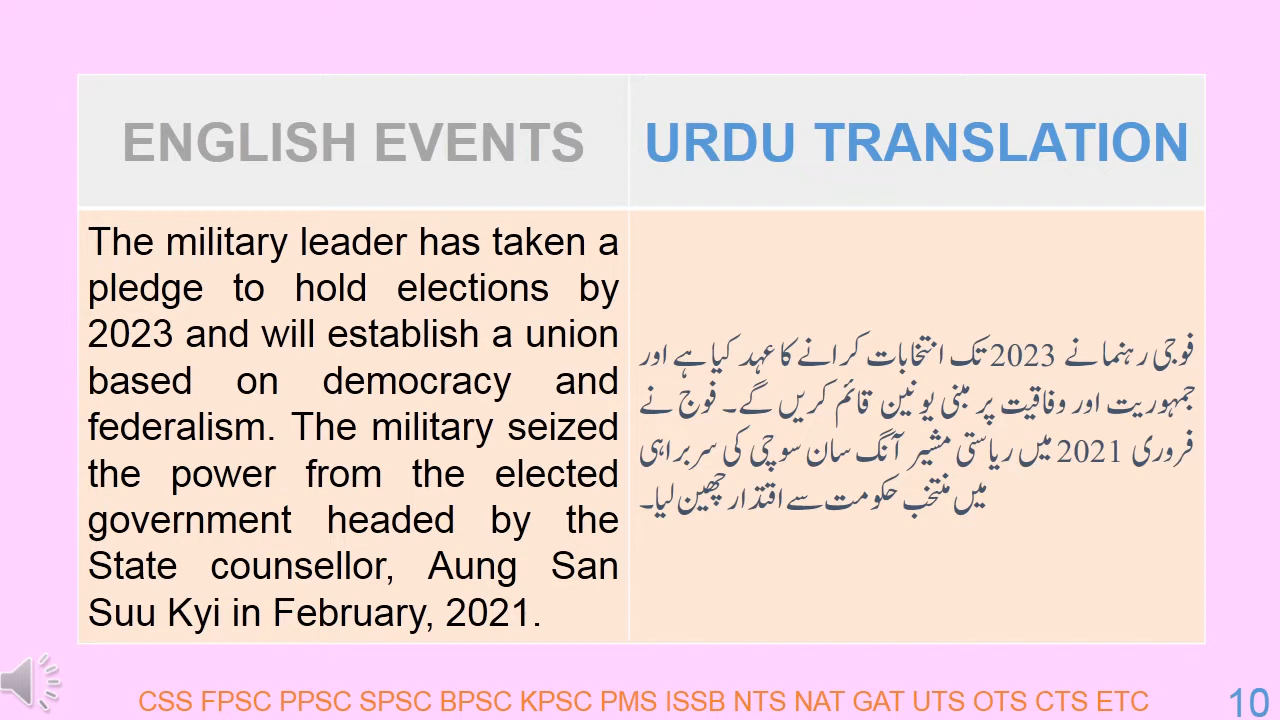 ENGLISH EVENTS
URDU TRANSLATION
The military leader has taken a
pledge to hold elections by
2023 and will establish a union
based on democracy and
federalism. The military seized
the power from the elected
government headed by the
State counsellor, Aung San
Suu Kyi in February, 2021.
فوجی رہنما نے 2023 تک انتخابات کرانے کا عہد کیا ہے اور
جمہوریت اور وفاقیت پر مبنی یونین قائم کریں گے۔ فوج نے
فروری 2021 میں ریاستی مشیر آنگ سان سوچی کی سربراہی
میں منتخب حکومت سے اقتدار چھین لیا۔
CSS FPSC PPSC SPSC BPSC KPSC PMS ISSB NTS NAT GAT UTS OTS CTS ETC
10